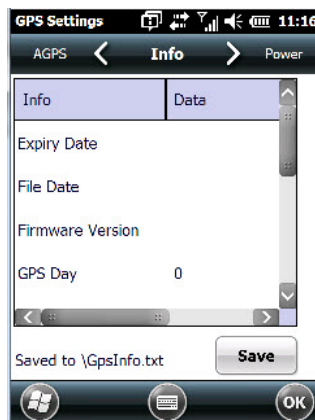 GPS Settings 11:16
AGPS Info Power
Info Data
Expiry Date
File Date
Firmware Version
GPS Day 0
Saved to \GpsInfo.txt Save
OK